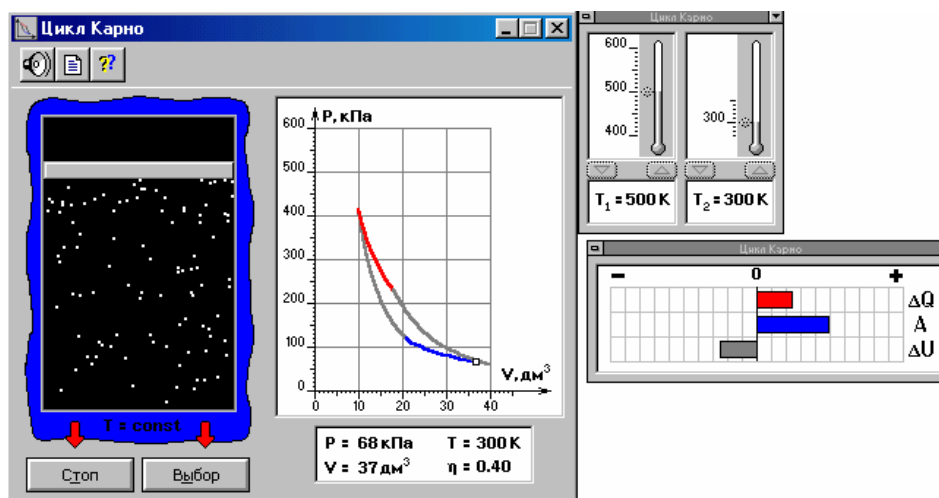 Цикл Карно
??
P, кПа
600
500
400
300
200
100
0
0 10 20 30 40
V, дм³
T = const
Стоп
Выбор
P = 68 кПа T = 300 K
V = 37 дм³ η = 0.40
Цикл Карно
600
500
400
300
T₁ = 500 K
T₂ = 300 K
Цикл Карно
− 0 +
ΔQ
A
ΔU